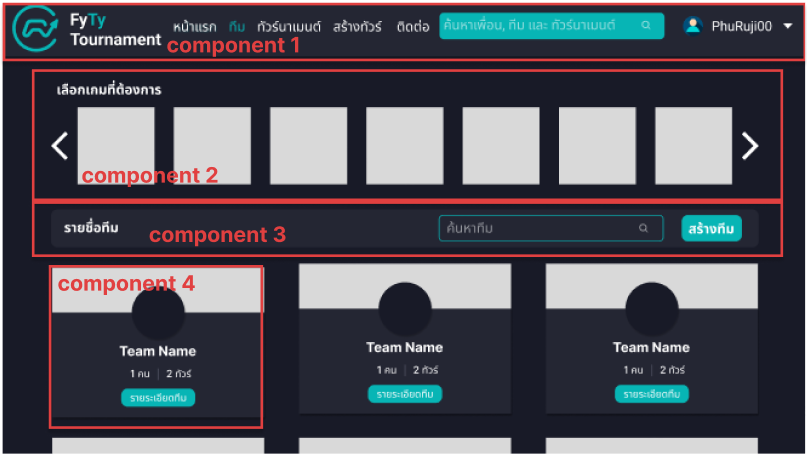 FyTy
Tournament
หน้าแรก ทีม ทัวร์นาเมนต์ สร้างทัวร์ ติดต่อ ค้นหาเพื่อน, ทีม และ ทัวร์นาเมนต์ PhuRuji00
component 1
เลือกเกมที่ต้องการ
component 2
รายชื่อทีม ค้นหาทีม สร้างทีม
component 3
component 4
Team Name Team Name Team Name
1 คน | 2 ทัวร์ 1 คน | 2 ทัวร์ 1 คน | 2 ทัวร์
รายระเอียดทีม รายระเอียดทีม รายระเอียดทีม